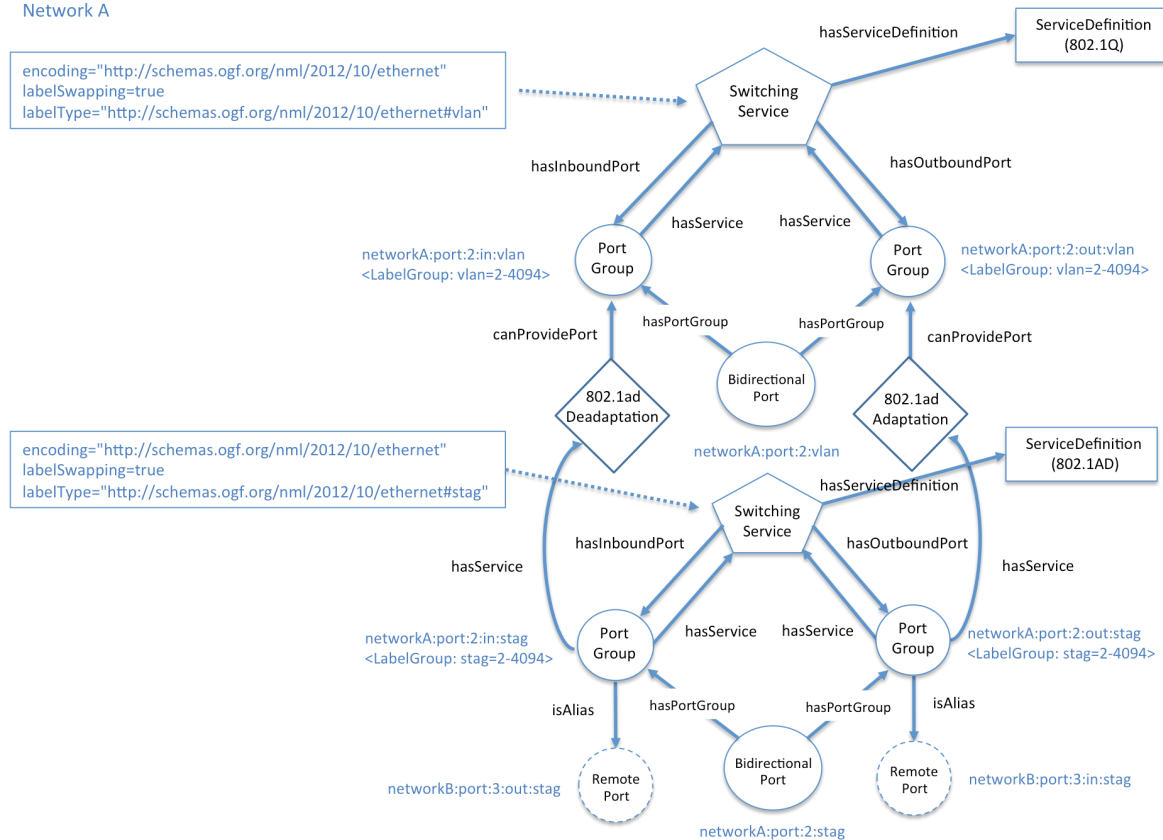 Network A
hasServiceDefinition
ServiceDefinition
(802.1Q)
encoding="http://schemas.ogf.org/nml/2012/10/ethernet"
labelSwapping=true
labelType="http://schemas.ogf.org/nml/2012/10/ethernet#vlan"
Switching
Service
hasInboundPort
hasOutboundPort
hasService
hasService
networkA:port:2:in:vlan
<LabelGroup: vlan=2-4094>
Port
Group
Port
Group
networkA:port:2:out:vlan
<LabelGroup: vlan=2-4094>
hasPortGroup
hasPortGroup
canProvidePort
canProvidePort
802.1ad
Deadaptation
Bidirectional
Port
802.1ad
Adaptation
networkA:port:2:vlan
encoding="http://schemas.ogf.org/nml/2012/10/ethernet"
labelSwapping=true
labelType="http://schemas.ogf.org/nml/2012/10/ethernet#stag"
ServiceDefinition
(802.1AD)
hasServiceDefinition
Switching
Service
hasInboundPort
hasOutboundPort
hasService
hasService
hasService
hasService
networkA:port:2:in:stag
<LabelGroup: stag=2-4094>
Port
Group
Port
Group
networkA:port:2:out:stag
<LabelGroup: stag=2-4094>
isAlias
hasPortGroup
hasPortGroup
isAlias
networkB:port:3:out:stag
Remote
Port
Bidirectional
Port
Remote
Port
networkB:port:3:in:stag
networkA:port:2:stag